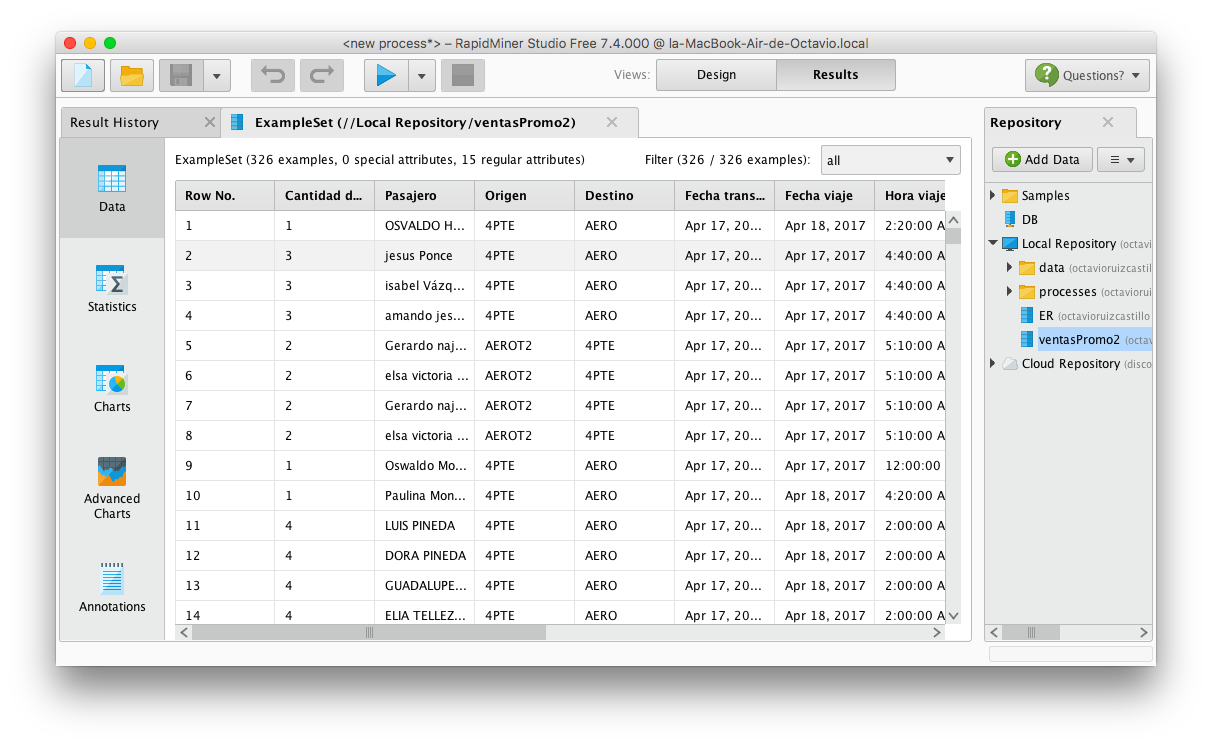 <new process*> – RapidMiner Studio Free 7.4.000 @ la-MacBook-Air-de-Octavio.local
Views: Design Results Questions?
Result History ExampleSet (//Local Repository/ventasPromo2) Repository
ExampleSet (326 examples, 0 special attributes, 15 regular attributes) Filter (326 / 326 examples): all
Row No. Cantidad d... Pasajero Origen Destino Fecha trans... Fecha viaje Hora viaje
1 1 OSVALDO H... 4PTE AERO Apr 17, 20... Apr 18, 2017 2:20:00 A
2 3 jesus Ponce 4PTE AERO Apr 17, 20... Apr 18, 2017 4:40:00 A
3 3 isabel Vázq... 4PTE AERO Apr 17, 20... Apr 18, 2017 4:40:00 A
4 3 amando jes... 4PTE AERO Apr 17, 20... Apr 18, 2017 4:40:00 A
5 2 Gerardo naj... AEROT2 4PTE Apr 17, 20... Apr 17, 2017 5:10:00 A
6 2 elsa victoria ... AEROT2 4PTE Apr 17, 20... Apr 17, 2017 5:10:00 A
7 2 Gerardo naj... AEROT2 4PTE Apr 17, 20... Apr 17, 2017 5:10:00 A
8 2 elsa victoria ... AEROT2 4PTE Apr 17, 20... Apr 17, 2017 5:10:00 A
9 1 Oswaldo Mo... 4PTE AERO Apr 17, 20... Apr 17, 2017 12:00:00
10 1 Paulina Mon... 4PTE AERO Apr 17, 20... Apr 18, 2017 4:20:00 A
11 4 LUIS PINEDA 4PTE AERO Apr 17, 20... Apr 18, 2017 2:00:00 A
12 4 DORA PINEDA 4PTE AERO Apr 17, 20... Apr 18, 2017 2:00:00 A
13 4 GUADALUPE... 4PTE AERO Apr 17, 20... Apr 18, 2017 2:00:00 A
14 4 ELIA TELLEZ... 4PTE AERO Apr 17, 20... Apr 18, 2017 2:00:00 A
Data
Statistics
Charts
Advanced
Charts
Annotations
Add Data
Samples
DB
Local Repository (octavi
data (octavioruizcastil
processes (octaviorui
ER (octavioruizcastillo
ventasPromo2 (octav
Cloud Repository (disco